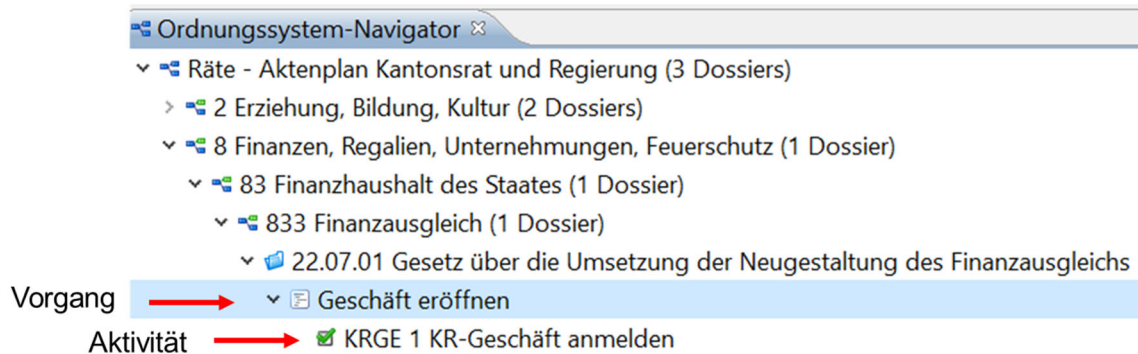 Ordnungssystem-Navigator
Räte - Aktenplan Kantonsrat und Regierung (3 Dossiers)
2 Erziehung, Bildung, Kultur (2 Dossiers)
8 Finanzen, Regalien, Unternehmungen, Feuerschutz (1 Dossier)
83 Finanzhaushalt des Staates (1 Dossier)
833 Finanzausgleich (1 Dossier)
22.07.01 Gesetz über die Umsetzung der Neugestaltung des Finanzausgleichs
Vorgang Geschäft eröffnen
Aktivität KRGE 1 KR-Geschäft anmelden